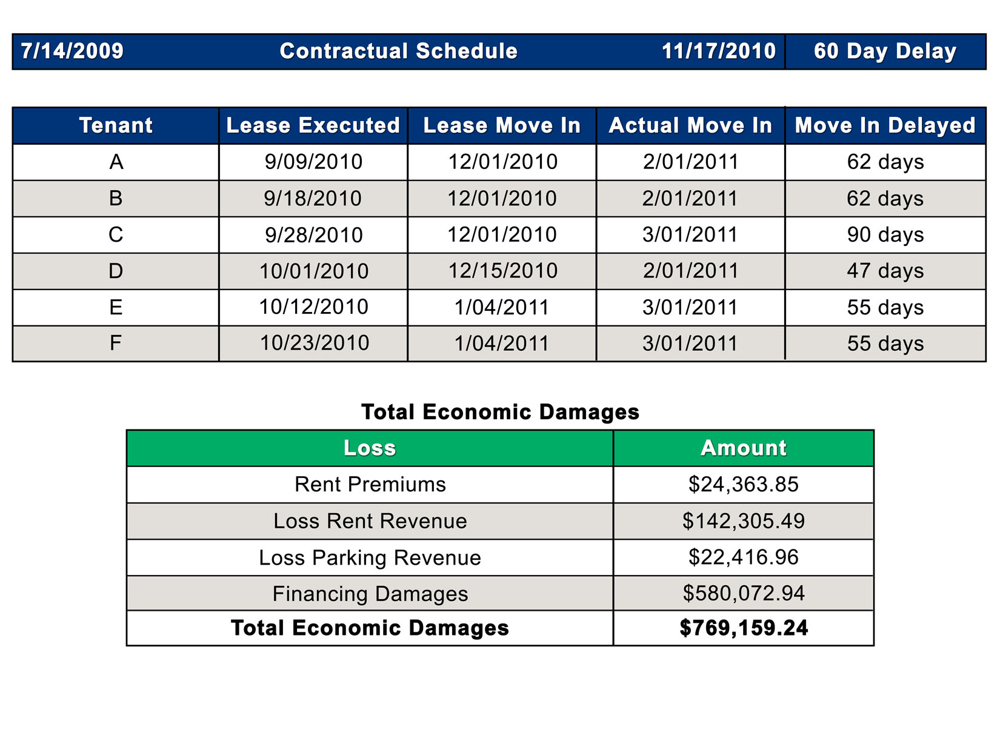 7/14/2009 Contractual Schedule 11/17/2010 60 Day Delay
Tenant Lease Executed Lease Move In Actual Move In Move In Delayed
A 9/09/2010 12/01/2010 2/01/2011 62 days
B 9/18/2010 12/01/2010 2/01/2011 62 days
C 9/28/2010 12/01/2010 3/01/2011 90 days
D 10/01/2010 12/15/2010 2/01/2011 47 days
E 10/12/2010 1/04/2011 3/01/2011 55 days
F 10/23/2010 1/04/2011 3/01/2011 55 days
Total Economic Damages
Loss Amount
Rent Premiums $24,363.85
Loss Rent Revenue $142,305.49
Loss Parking Revenue $22,416.96
Financing Damages $580,072.94
Total Economic Damages $769,159.24